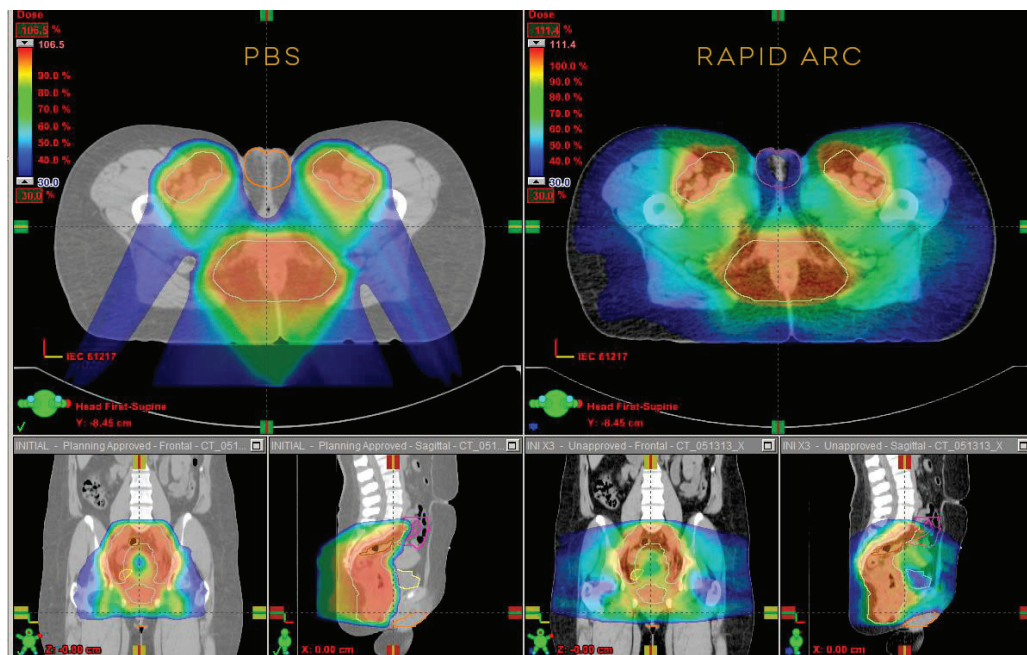 Dose
106.5 %
106.5
90.0 %
80.0 %
70.0 %
60.0 %
50.0 %
40.0 %
30.0
30.0 %
PBS
IEC 61217
Head First-Supine
Y: -8.45 cm
Dose
111.4 %
111.4
100.0 %
90.0 %
80.0 %
70.0 %
60.0 %
50.0 %
40.0 %
30.0
30.0 %
RAPID ARC
IEC 61217
Head First-Supine
Y: -8.45 cm
INITIAL - Planning Approved - Frontal - CT_051...
Z: -0.00 cm
INITIAL - Planning Approved - Sagittal - CT_051...
X: 0.00 cm
INI X3 - Unapproved - Frontal - CT_051313_X
Z: -0.00 cm
INI X3 - Unapproved - Sagittal - CT_051313_X
X: 0.00 cm